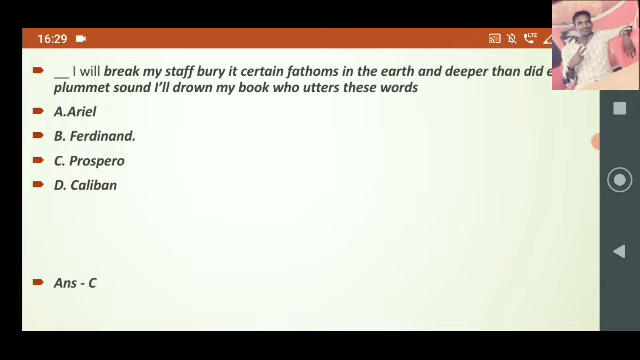 16:29
LTE
__ I will break my staff bury it certain fathoms in the earth and deeper than did
plummet sound I'll drown my book who utters these words
A.Ariel
B. Ferdinand.
C. Prospero
D. Caliban
Ans - C